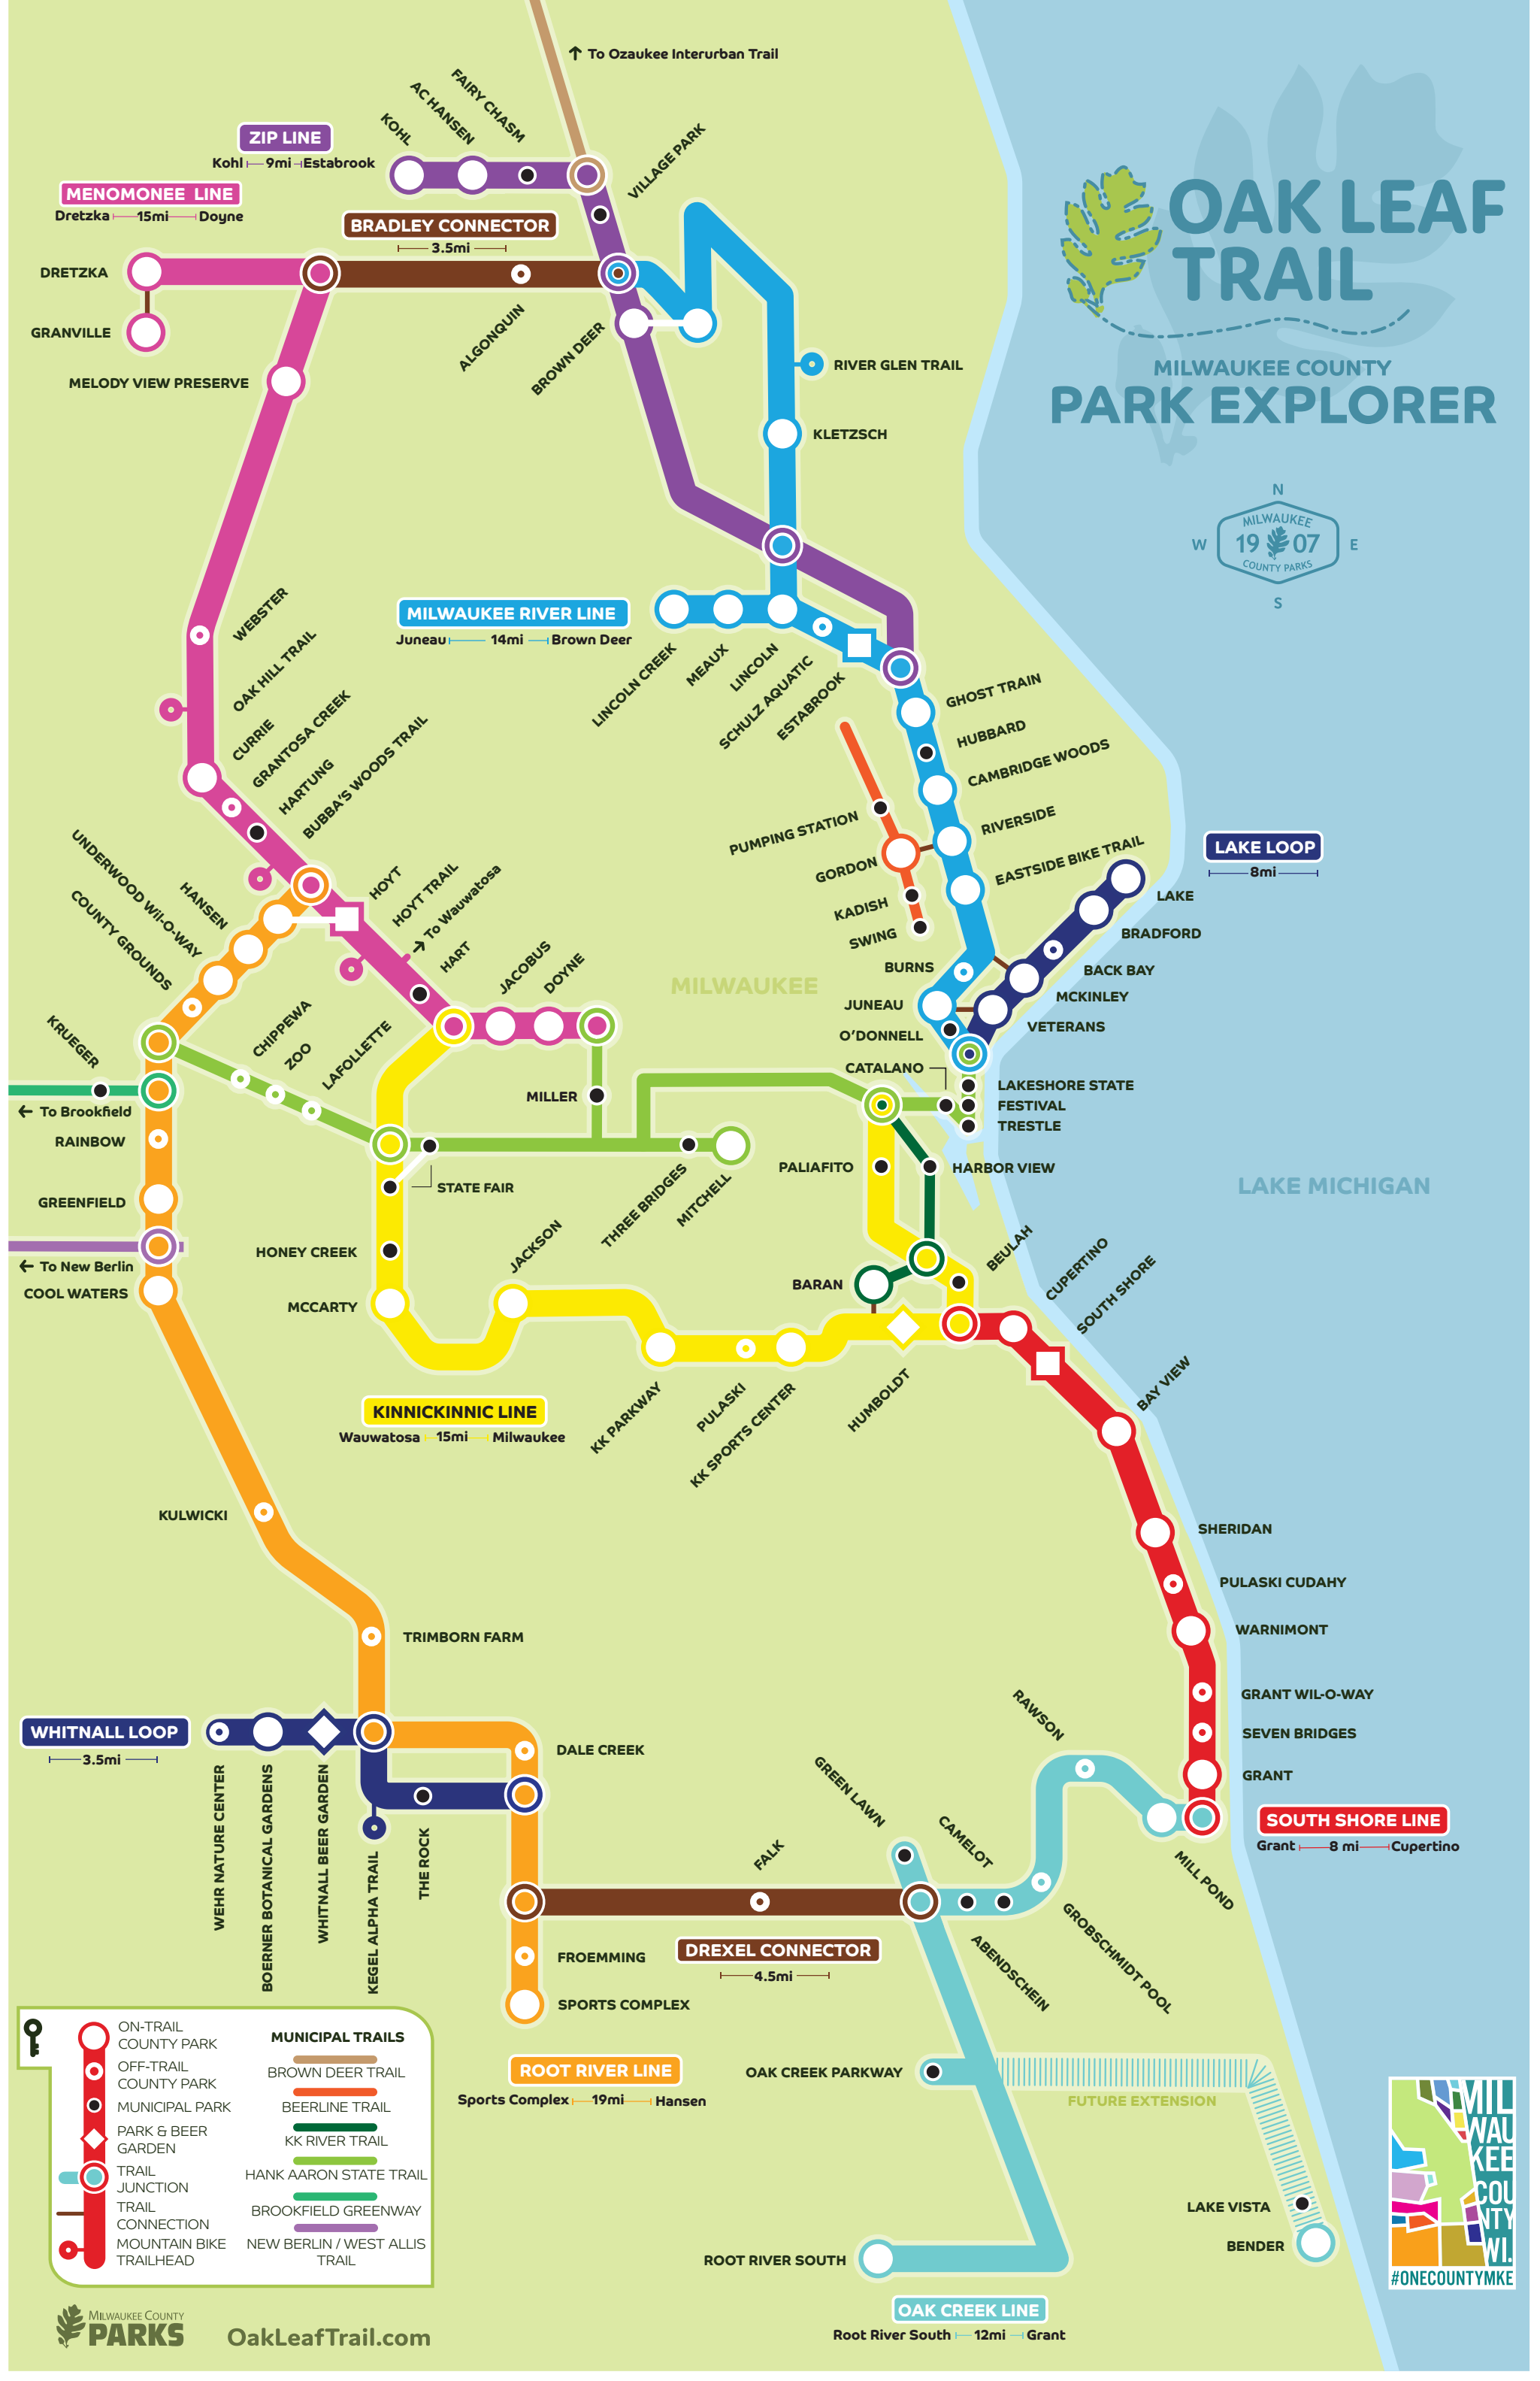 To Ozaukee Interurban Trail
FAIRY CHASM
AC HANSEN
KOHL
ZIP LINE
Kohl 9mi Estabrook
VILLAGE PARK
MENOMONEE LINE
Dretzka 15mi Doyne
BRADLEY CONNECTOR
3.5mi
OAK LEAF
TRAIL
MILWAUKEE COUNTY
PARK EXPLORER
DRETZKA
GRANVILLE
ALGONQUIN
BROWN DEER
MELODY VIEW PRESERVE
RIVER GLEN TRAIL
KLETZSCH
N
W
MILWAUKEE
19 07
COUNTY PARKS
E
S
WEBSTER
OAK HILL TRAIL
MILWAUKEE RIVER LINE
Juneau 14mi Brown Deer
LINCOLN CREEK
MEAUX
LINCOLN
SCHULZ AQUATIC
ESTABROOK
CURRIE
GRANTOSA CREEK
HARTUNG
BUBBA'S WOODS TRAIL
GHOST TRAIN
HUBBARD
CAMBRIDGE WOODS
PUMPING STATION
RIVERSIDE
GORDON
EASTSIDE BIKE TRAIL
KADISH
SWING
LAKE LOOP
8mi
LAKE
BRADFORD
BACK BAY
MCKINLEY
VETERANS
UNDERWOOD Wil-O-WAY
HANSEN
COUNTY GROUNDS
HOYT
HOYT TRAIL
To Wauwatosa
HART
JACOBUS
DOYNE
MILWAUKEE
BURNS
JUNEAU
O'DONNELL
CATALANO
KRUEGER
CHIPPEWA
ZOO
LAFOLLETTE
MILLER
LAKESHORE STATE
FESTIVAL
TRESTLE
To Brookfield
RAINBOW
GREENFIELD
To New Berlin
COOL WATERS
STATE FAIR
THREE BRIDGES
MITCHELL
PALIAFITO
HARBOR VIEW
LAKE MICHIGAN
HONEY CREEK
JACKSON
MCCARTY
BARAN
BEULAH
CUPERTINO
SOUTH SHORE
KINNICKINNIC LINE
Wauwatosa 15mi Milwaukee
KK PARKWAY
PULASKI
KK SPORTS CENTER
HUMBOLDT
BAY VIEW
KULWICKI
SHERIDAN
PULASKI CUDAHY
TRIMBORN FARM
WARNIMONT
GRANT WIL-O-WAY
SEVEN BRIDGES
GRANT
WHITNALL LOOP
3.5mi
DALE CREEK
RAWSON
GREEN LAWN
SOUTH SHORE LINE
Grant 8 mi Cupertino
WEHR NATURE CENTER
BOERNER BOTANICAL GARDENS
WHITNALL BEER GARDEN
KEGEL ALPHA TRAIL
THE ROCK
FALK
CAMELOT
MILL POND
DREXEL CONNECTOR
4.5mi
ABENDSCHEIN
GROBSCHMIDT POOL
FROEMMING
SPORTS COMPLEX
ROOT RIVER LINE
Sports Complex 19mi Hansen
OAK CREEK PARKWAY
FUTURE EXTENSION
LAKE VISTA
BENDER
ROOT RIVER SOUTH
OAK CREEK LINE
Root River South 12mi Grant
ON-TRAIL
COUNTY PARK
OFF-TRAIL
COUNTY PARK
MUNICIPAL PARK
PARK & BEER
GARDEN
TRAIL
JUNCTION
TRAIL
CONNECTION
MOUNTAIN BIKE
TRAILHEAD
MUNICIPAL TRAILS
BROWN DEER TRAIL
BEERLINE TRAIL
KK RIVER TRAIL
HANK AARON STATE TRAIL
BROOKFIELD GREENWAY
NEW BERLIN / WEST ALLIS
TRAIL
MILWAUKEE COUNTY
PARKS
OakLeafTrail.com
MIL
WAU
KEE
COU
NTY
WI.
#ONECOUNTYMKE